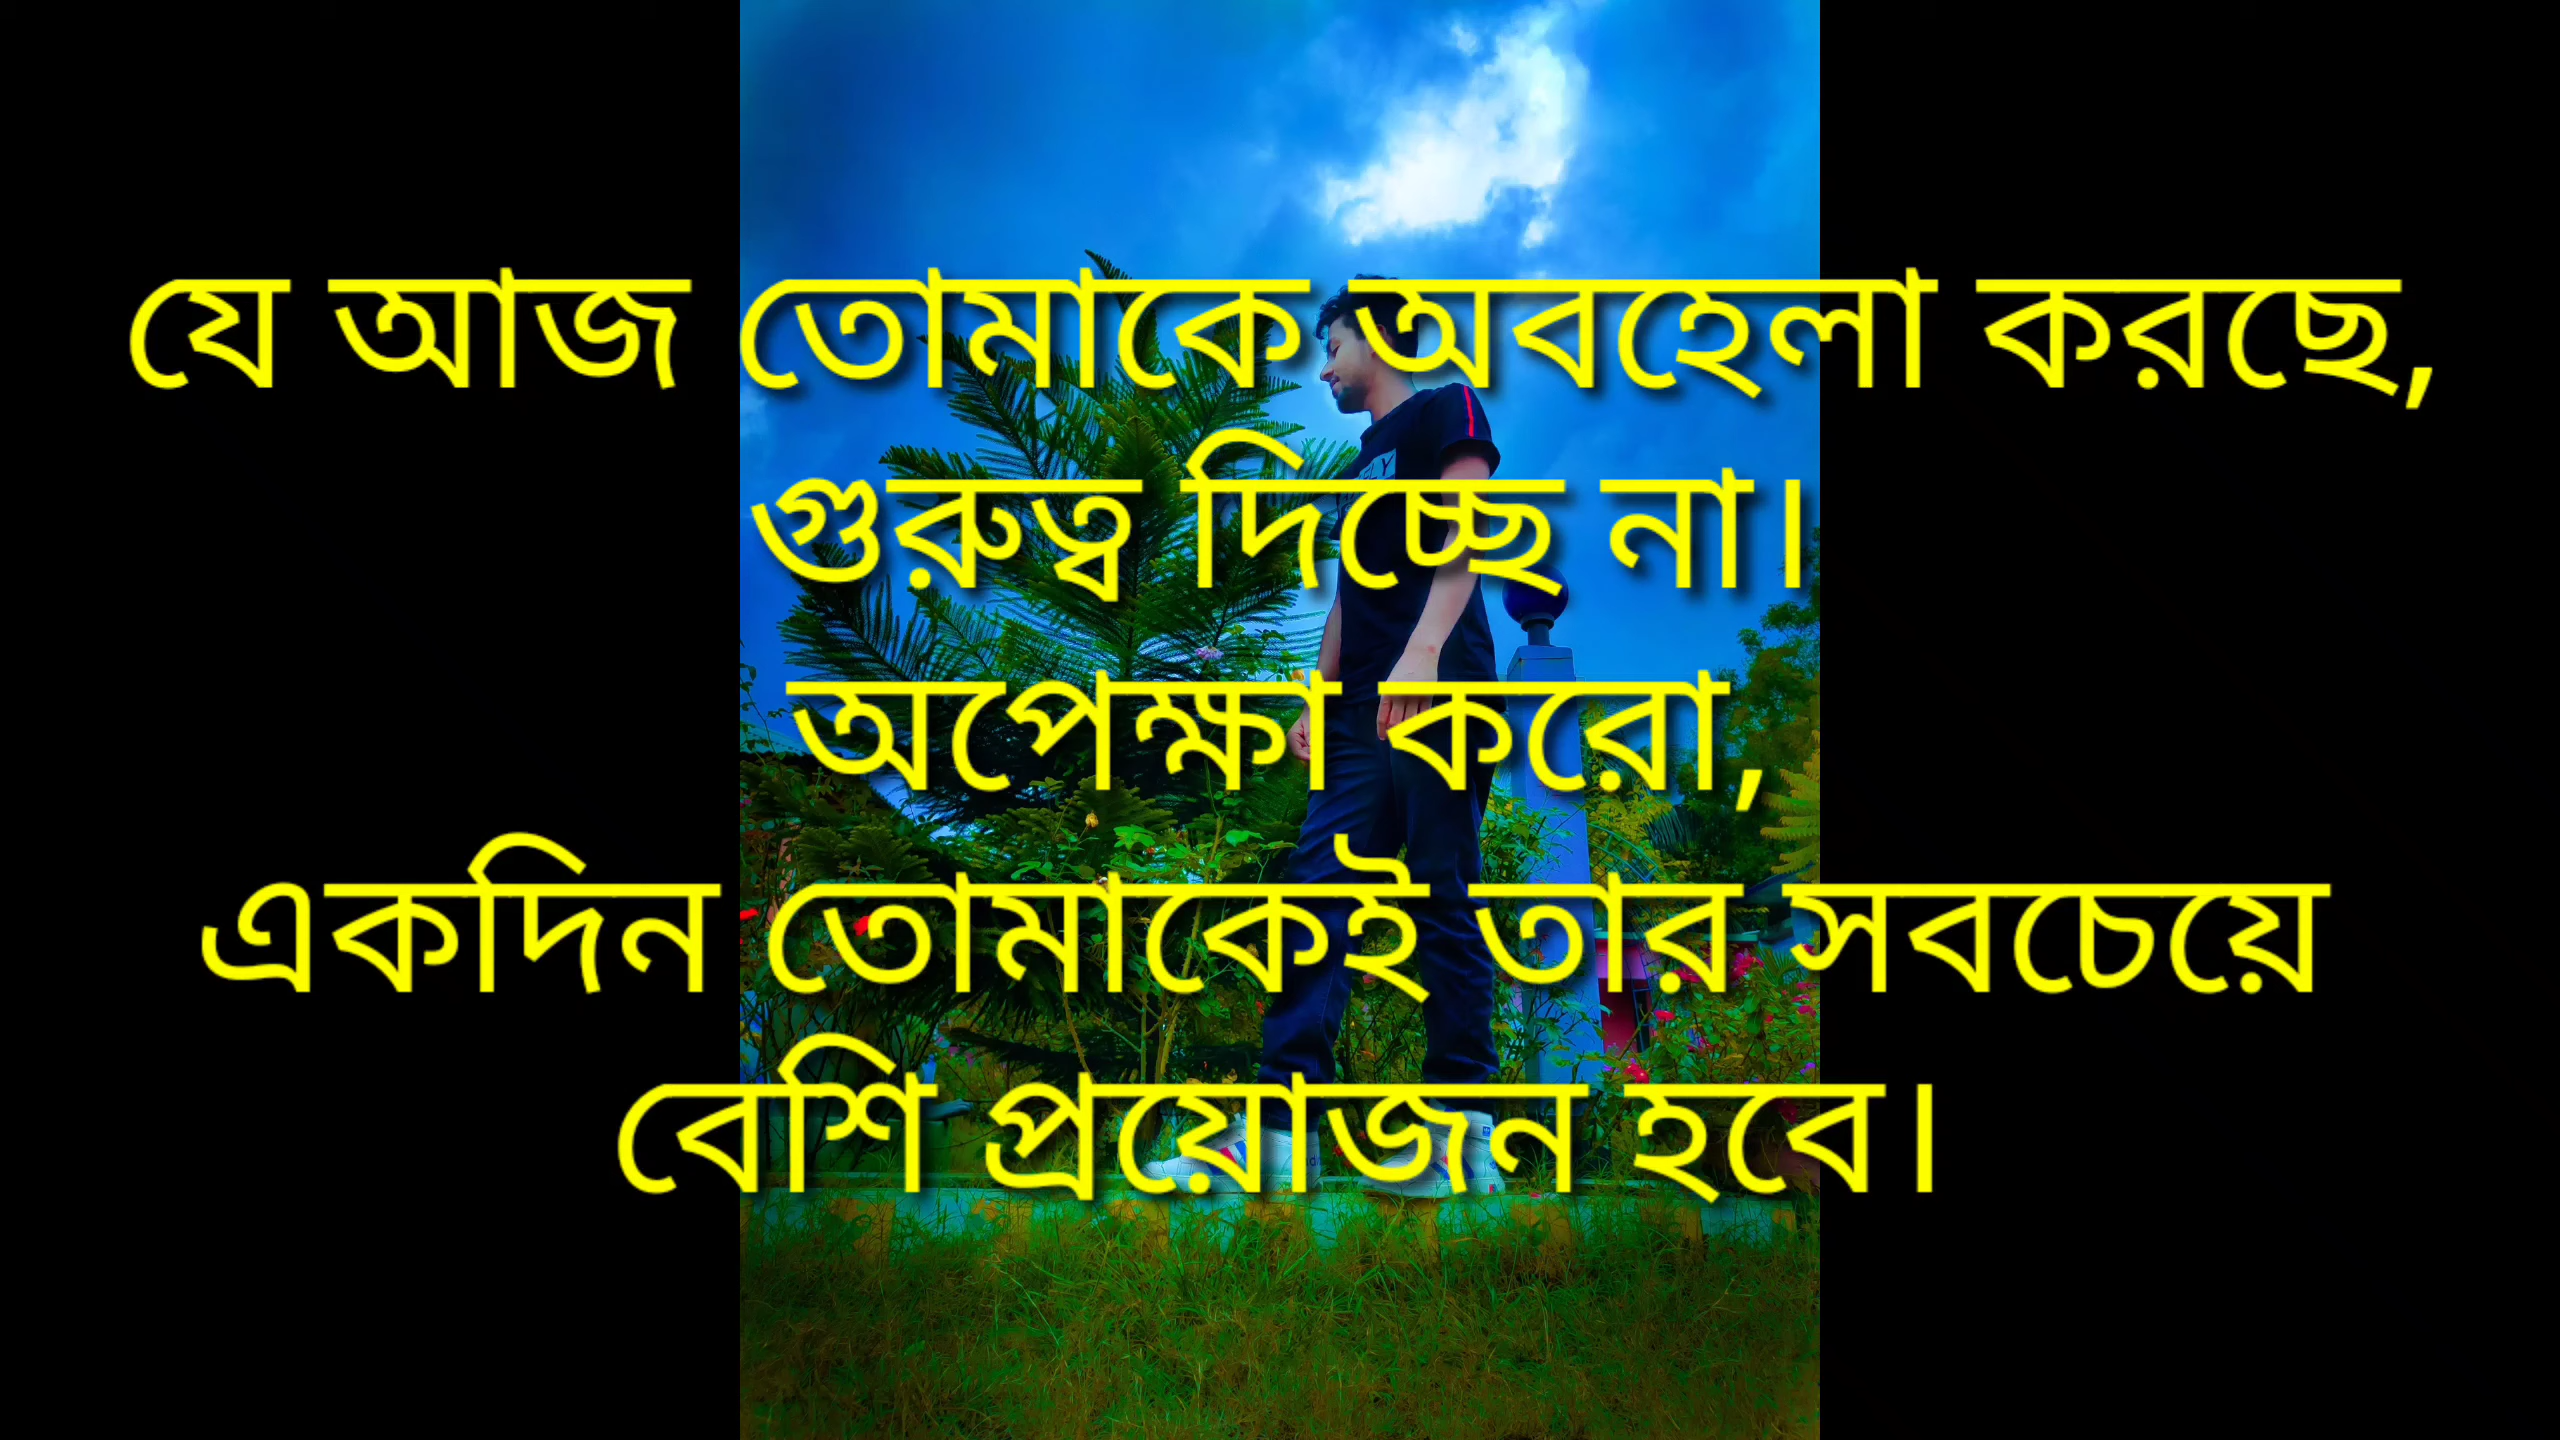 যে আজ তোমাকে অবহেলা করছে,
গুরুত্ব দিচ্ছে না।
অপেক্ষা করো,
একদিন তোমাকেই তার সবচেয়ে
বেশি প্রয়োজন হবে।